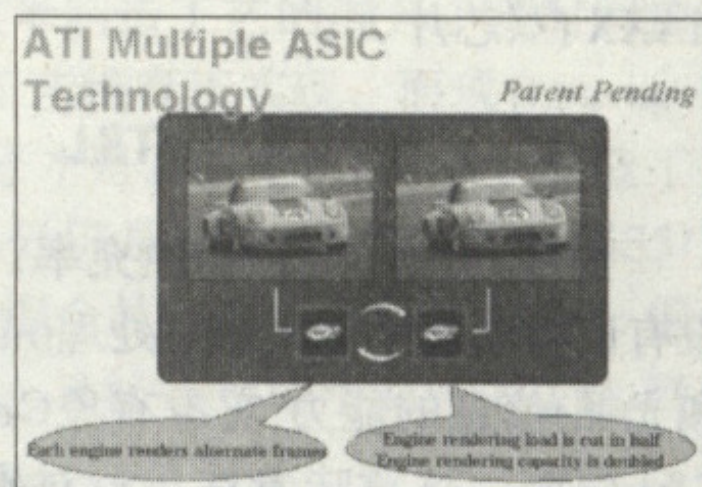 ATI Multiple ASIC
Technology
Patent Pending
Each engine renders alternate frames
Engine rendering load is cut in half
Engine rendering capacity is doubled